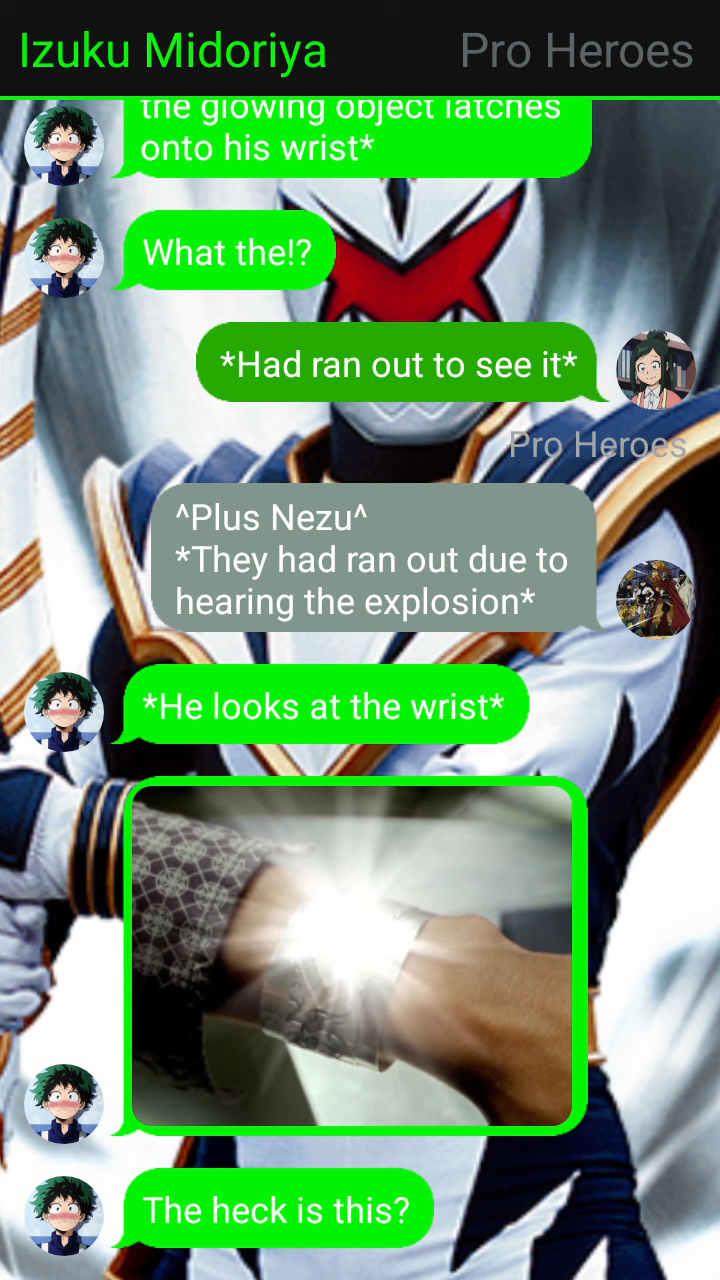 Izuku Midoriya Pro Heroes
the glowing object latches
onto his wrist*
What the!?
*Had ran out to see it*
Pro Heroes
^Plus Nezu^
*They had ran out due to
hearing the explosion*
*He looks at the wrist*
The heck is this?